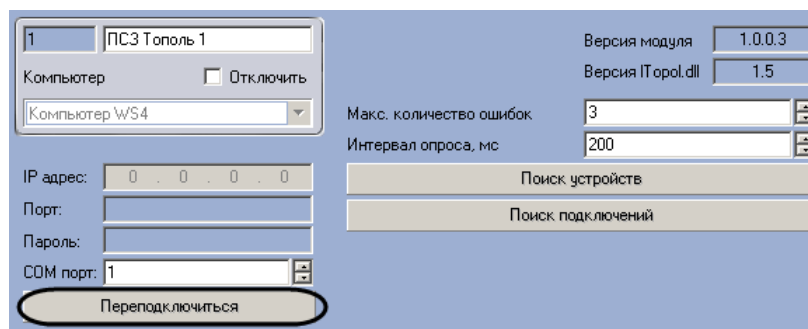 1 ПСЗ Тополь 1
Компьютер Отключить
Компьютер WS4
IP адрес: 0 . 0 . 0 . 0
Порт:
Пароль:
COM порт: 1
Переподключиться
Версия модуля 1.0.0.3
Версия ITopol.dll 1.5
Макс. количество ошибок 3
Интервал опроса, мс 200
Поиск устройств
Поиск подключений